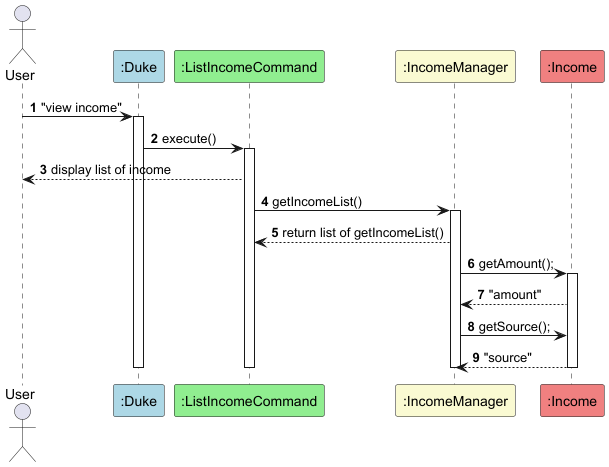 User
:Duke
:ListIncomeCommand
:IncomeManager
:Income
1 "view income"
2 execute()
3 display list of income
4 getIncomeList()
5 return list of getIncomeList()
6 getAmount();
7 "amount"
8 getSource();
9 "source"
User
:Duke
:ListIncomeCommand
:IncomeManager
:Income